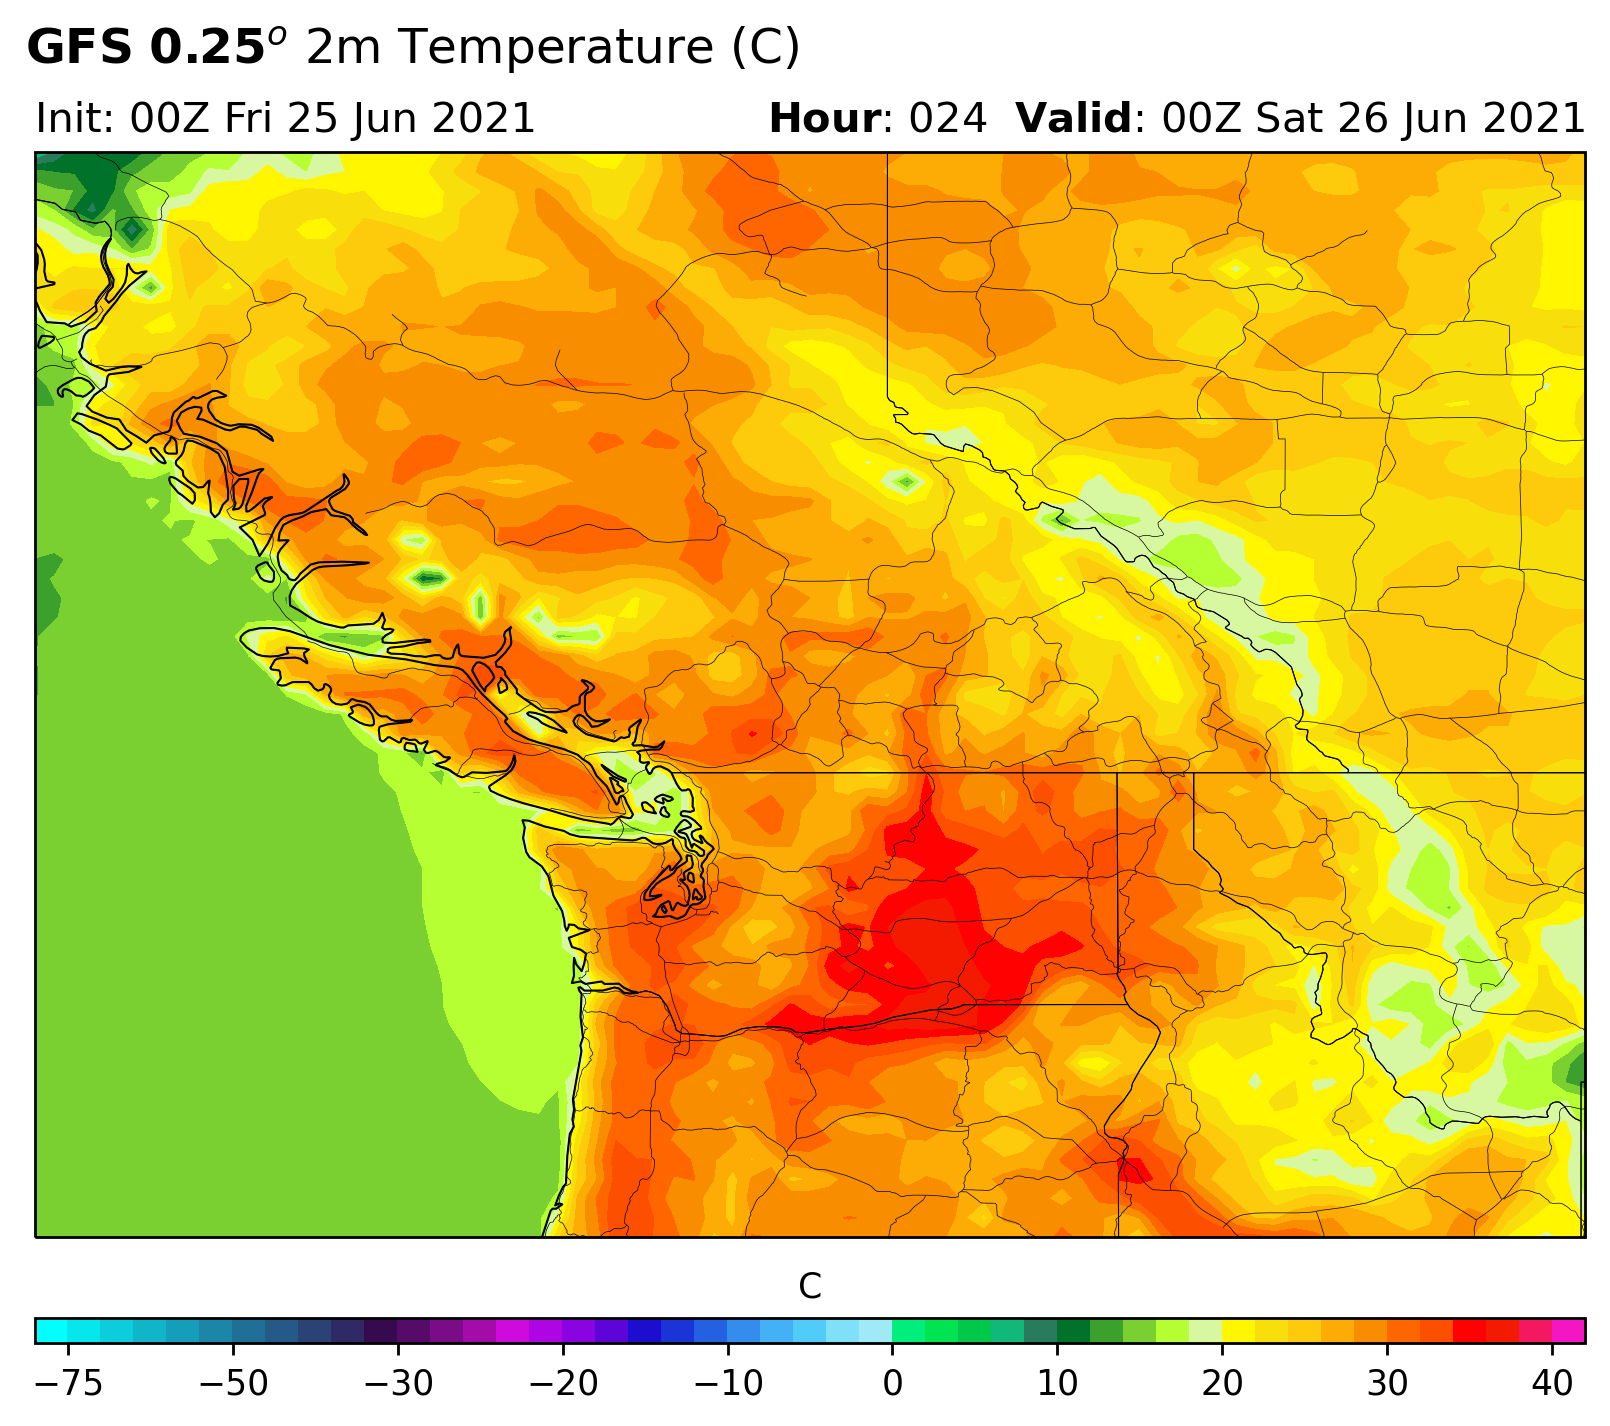 GFS 0.25° 2m Temperature (C)
Init: 00Z Fri 25 Jun 2021 Hour: 024 Valid: 00Z Sat 26 Jun 2021
C
−75 −50 −30 −20 −10 0 10 20 30 40